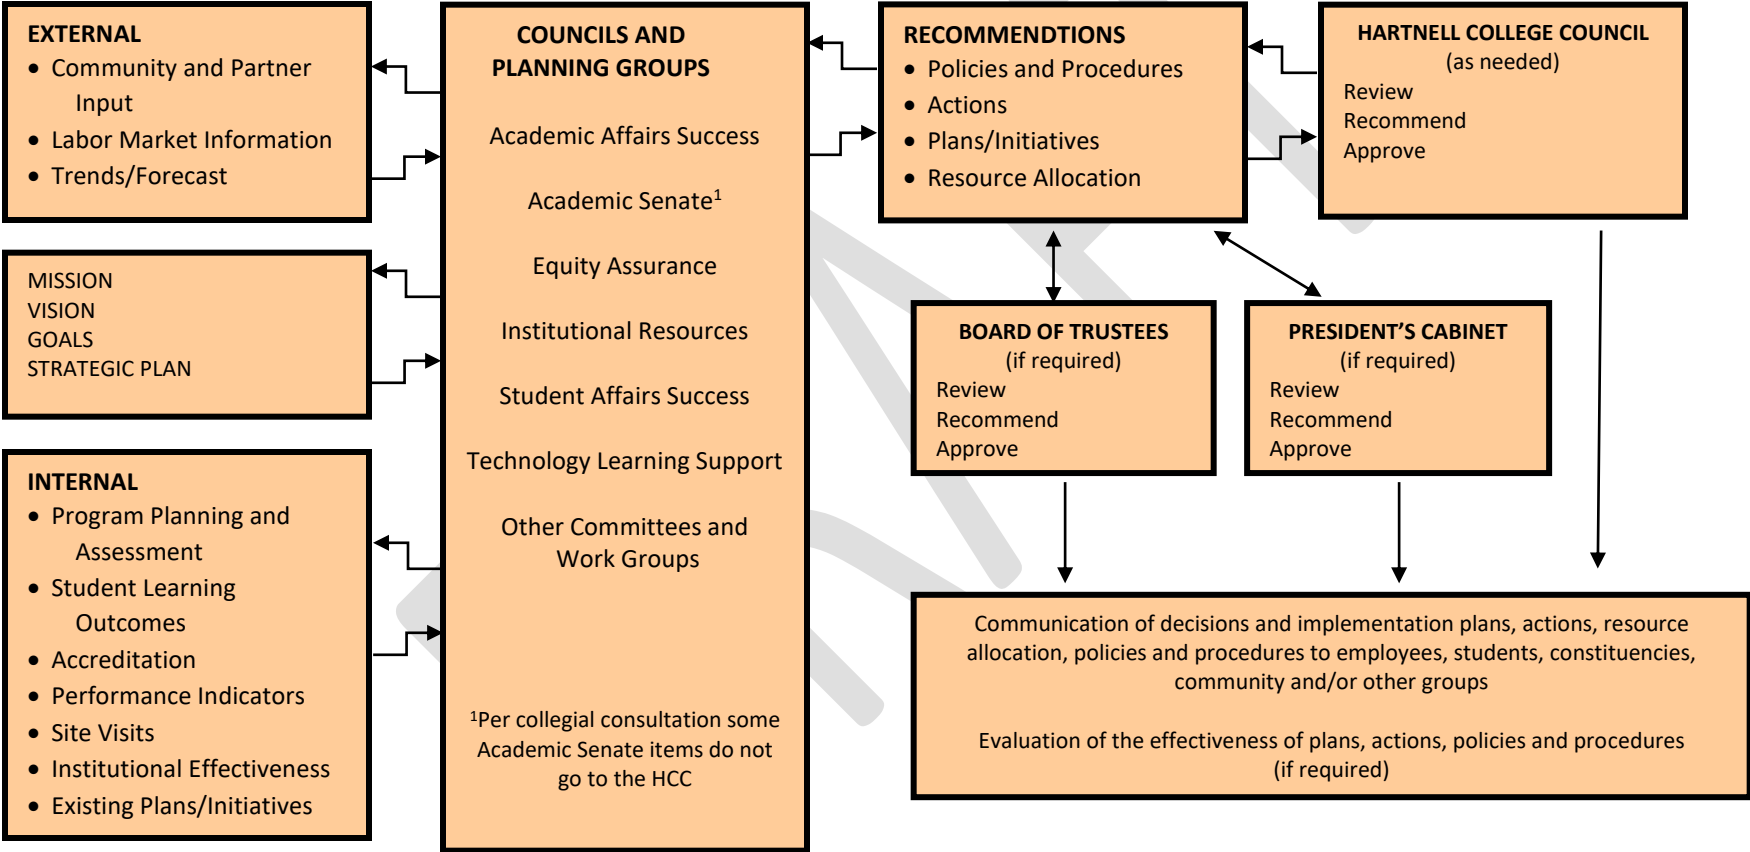 EXTERNAL
• Community and Partner
Input
• Labor Market Information
• Trends/Forecast
MISSION
VISION
GOALS
STRATEGIC PLAN
INTERNAL
• Program Planning and
Assessment
• Student Learning
Outcomes
• Accreditation
• Performance Indicators
• Site Visits
• Institutional Effectiveness
• Existing Plans/Initiatives
COUNCILS AND
PLANNING GROUPS
Academic Affairs Success
Academic Senate¹
Equity Assurance
Institutional Resources
Student Affairs Success
Technology Learning Support
Other Committees and
Work Groups
¹Per collegial consultation some
Academic Senate items do not
go to the HCC
RECOMMENDTIONS
• Policies and Procedures
• Actions
• Plans/Initiatives
• Resource Allocation
HARTNELL COLLEGE COUNCIL
(as needed)
Review
Recommend
Approve
BOARD OF TRUSTEES
(if required)
Review
Recommend
Approve
PRESIDENT’S CABINET
(if required)
Review
Recommend
Approve
Communication of decisions and implementation plans, actions, resource
allocation, policies and procedures to employees, students, constituencies,
community and/or other groups
Evaluation of the effectiveness of plans, actions, policies and procedures
(if required)